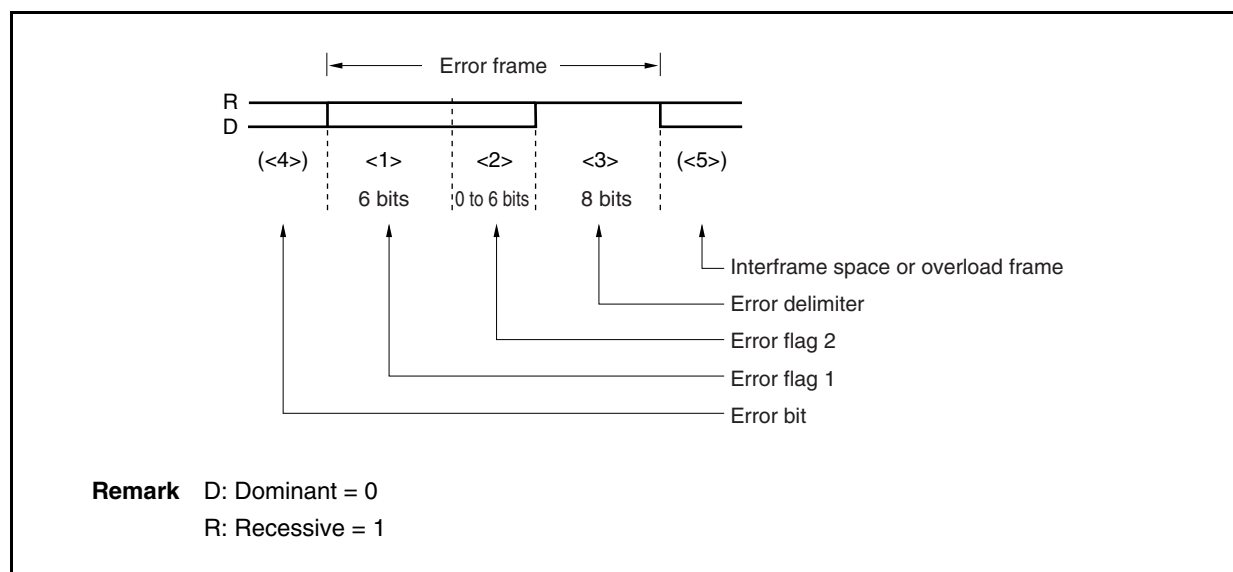 Error frame
R
D
(<4>) <1> <2> <3> (<5>)
6 bits 0 to 6 bits 8 bits
Interframe space or overload frame
Error delimiter
Error flag 2
Error flag 1
Error bit
Remark D: Dominant = 0
R: Recessive = 1